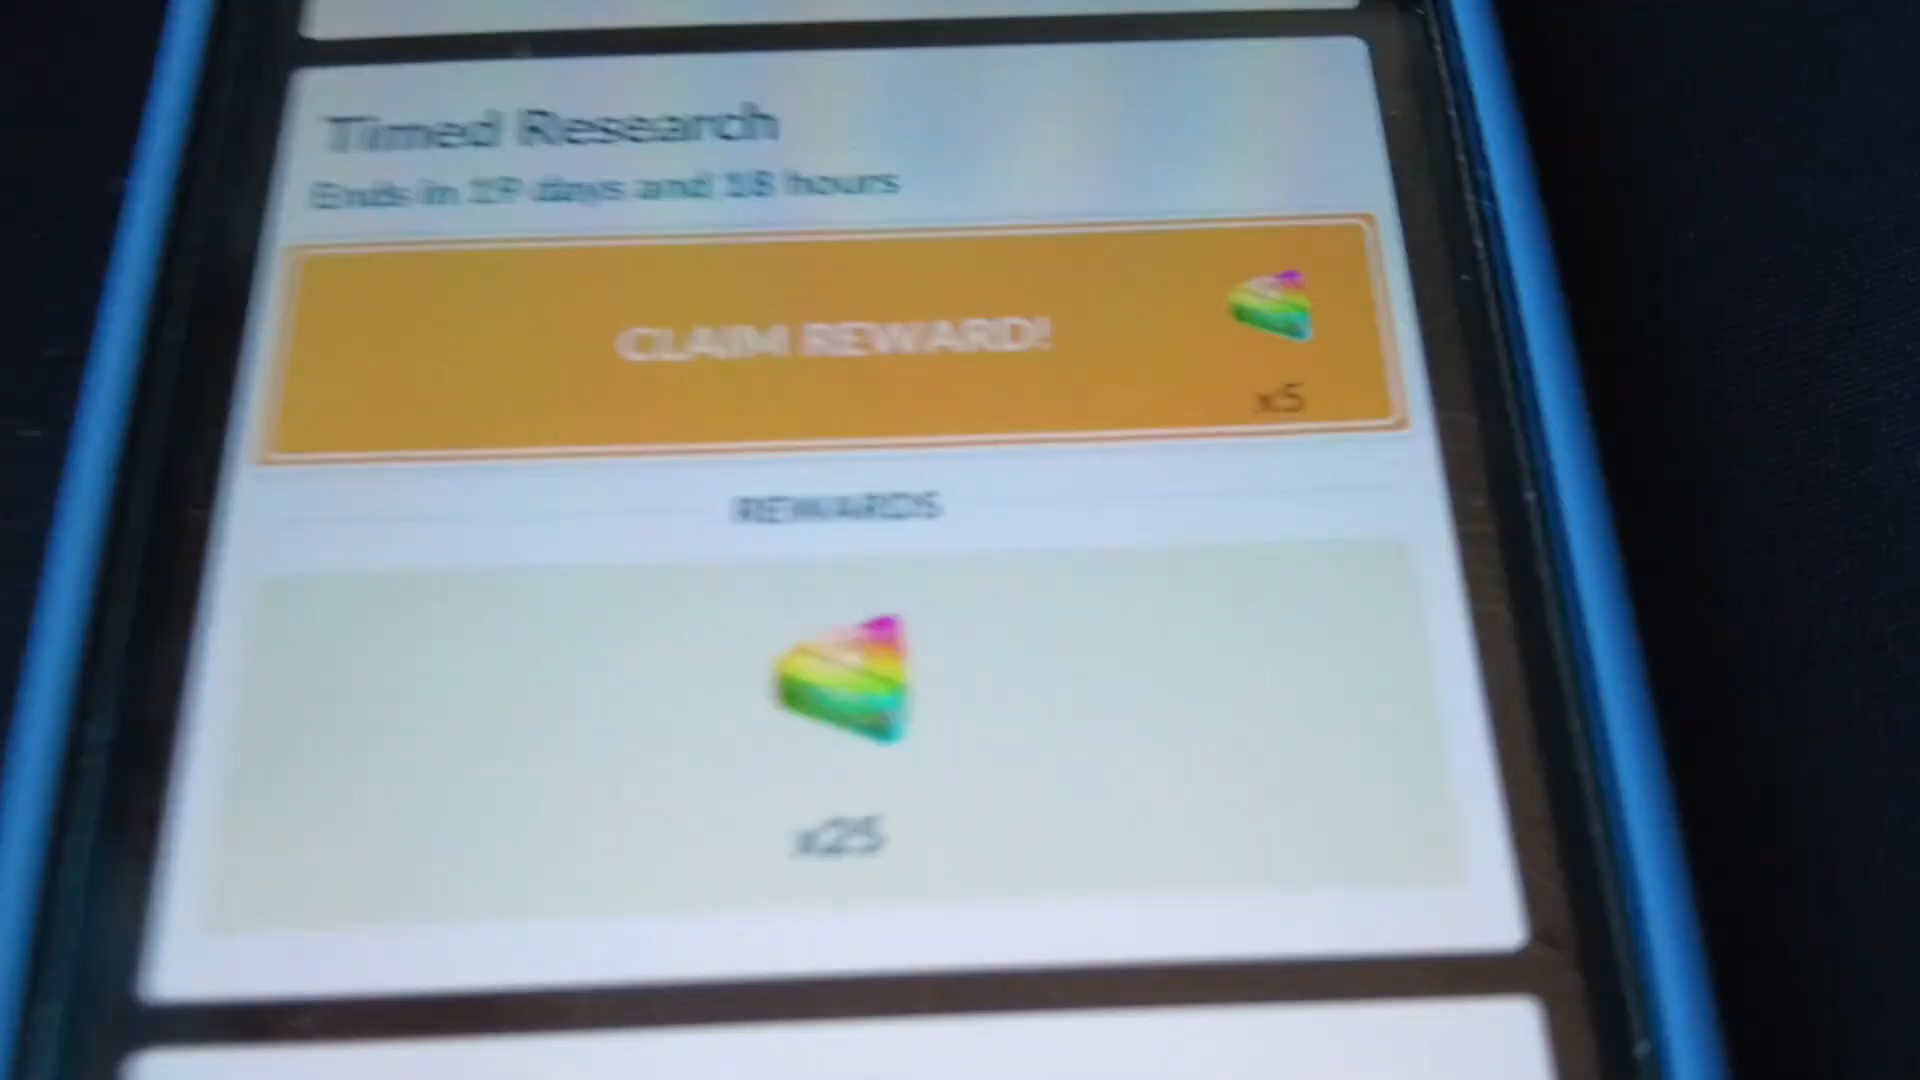 Timed Research
Ends in 19 days and 18 hours
CLAIM REWARD!
x5
REWARDS
x25